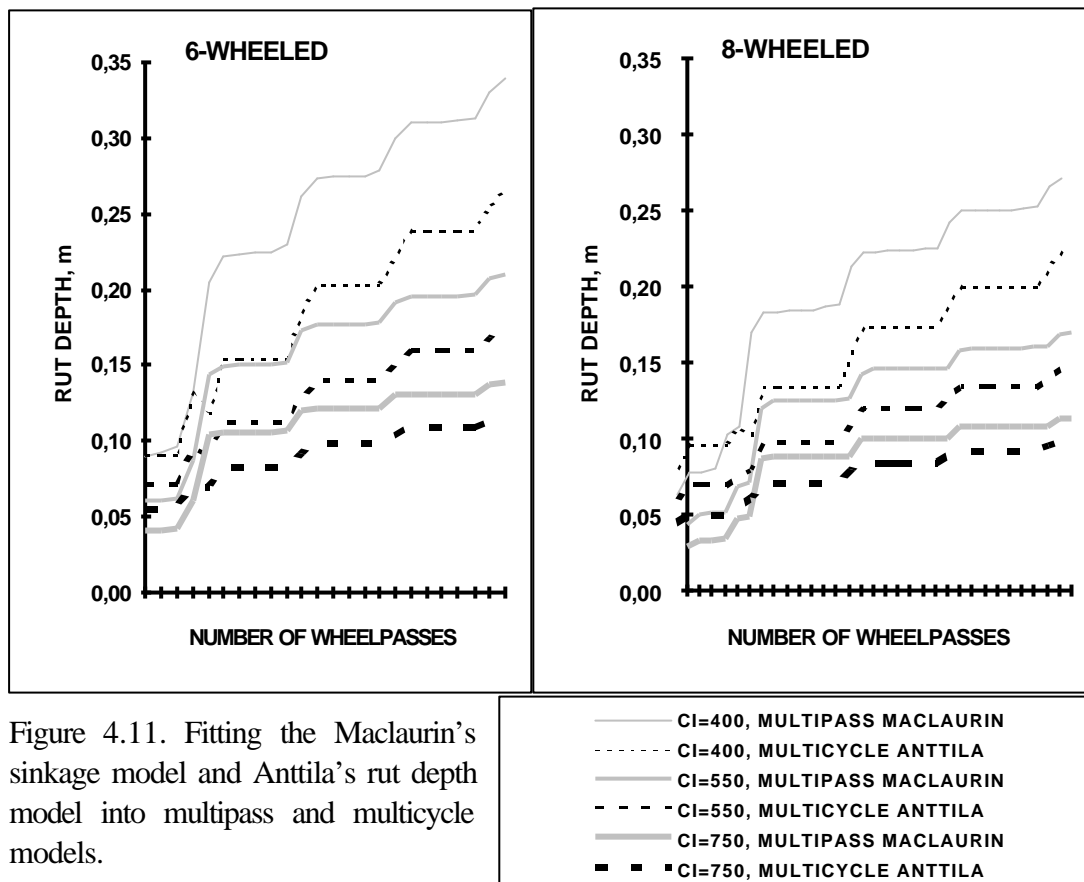 6-WHEELED
0,35
0,30
0,25
0,20
0,15
0,10
0,05
0,00
RUT DEPTH, m
NUMBER OF WHEELPASSES
8-WHEELED
0,35
0,30
0,25
0,20
0,15
0,10
0,05
0,00
RUT DEPTH, m
NUMBER OF WHEELPASSES
Figure 4.11. Fitting the Maclaurin's
sinkage model and Anttila's rut depth
model into multipass and multicycle
models.
CI=400, MULTIPASS MACLAURIN
CI=400, MULTICYCLE ANTTILA
CI=550, MULTIPASS MACLAURIN
CI=550, MULTICYCLE ANTTILA
CI=750, MULTIPASS MACLAURIN
CI=750, MULTICYCLE ANTTILA